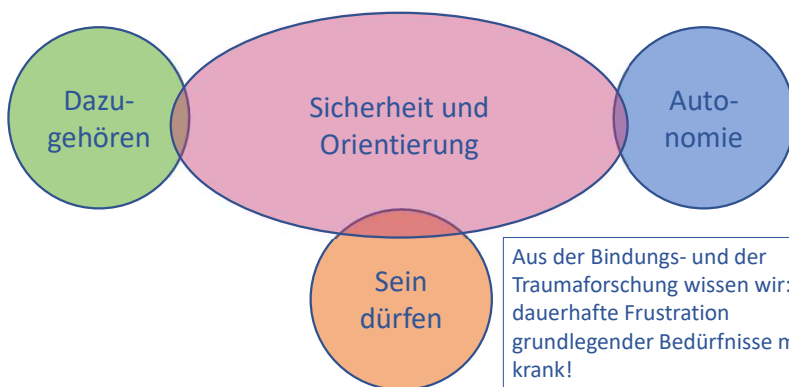 Dazu-
gehören
Sicherheit und
Orientierung
Auto-
nomie
Sein
dürfen
Aus der Bindungs- und der
Traumaforschung wissen wir:
dauerhafte Frustration
grundlegender Bedürfnisse
krank!